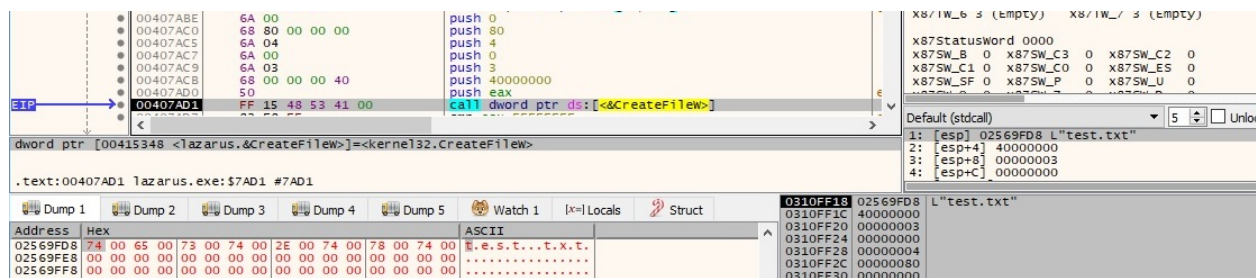 x87TW_6 3 (Empty) x87TW_7 3 (Empty)
00407ABE 6A 00 push 0
00407AC0 68 80 00 00 00 push 80
00407AC5 6A 04 push 4
00407AC7 6A 00 push 0
00407AC9 6A 03 push 3
00407ACB 68 00 00 00 40 push 40000000
00407AD0 50 push eax
EIP 00407AD1 FF 15 48 53 41 00 call dword ptr ds:[<&CreateFileW>]
x87StatusWord 0000
x87SW_B 0 x87SW_C3 0 x87SW_C2 0
x87SW_C1 0 x87SW_C0 0 x87SW_ES 0
x87SW_SF 0 x87SW_P 0 x87SW_U 0
dword ptr [00415348 <lazarus.&CreateFileW>]=<kernel32.CreateFileW>
.text:00407AD1 lazarus.exe:$7AD1 #7AD1
Default (stdcall) 5
1: [esp] 02569FD8 L"test.txt"
2: [esp+4] 40000000
3: [esp+8] 00000003
4: [esp+C] 00000000
Dump 1 Dump 2 Dump 3 Dump 4 Dump 5 Watch 1 [x=] Locals Struct
Address Hex ASCII
02569FD8 74 00 65 00 73 00 74 00 2E 00 74 00 78 00 74 00 t.e.s.t...t.x.t.
02569FE8 00 00 00 00 00 00 00 00 00 00 00 00 00 00 00 00 ................
02569FF8 00 00 00 00 00 00 00 00 00 00 00 00 00 00 00 00 ................
0310FF18 02569FD8 L"test.txt"
0310FF1C 40000000
0310FF20 00000003
0310FF24 00000000
0310FF28 00000004
0310FF2C 00000080
0310FF30 00000000